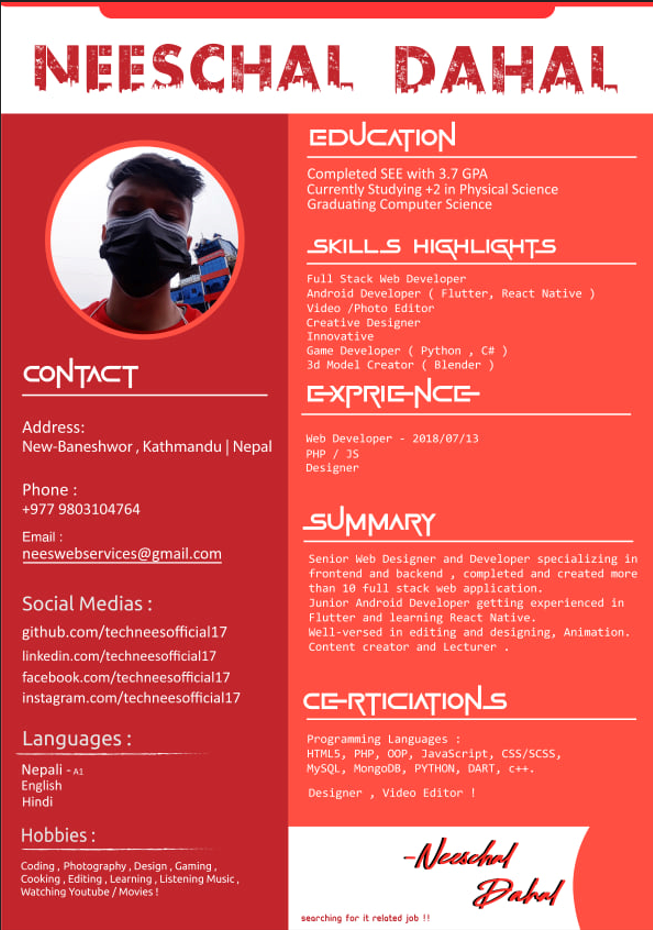 NEESCHAL DAHAL
CONTACT
Address:
New-Baneshwor , Kathmandu | Nepal
Phone :
+977 9803104764
Email :
neeswebservices@gmail.com
Social Medias :
github.com/techneesofficial17
linkedin.com/techneesofficial17
facebook.com/techneesofficial17
instagram.com/techneesofficial17
Languages :
Nepali - A1
English
Hindi
Hobbies :
Coding , Photography , Design , Gaming ,
Cooking , Editing , Learning , Listening Music ,
Watching Youtube / Movies !
EDUCATION
Completed SEE with 3.7 GPA
Currently Studying +2 in Physical Science
Graduating Computer Science
SKILLS HIGHLIGHTS
Full Stack Web Developer
Android Developer ( Flutter, React Native )
Video /Photo Editor
Creative Designer
Innovative
Game Developer ( Python , C# )
3d Model Creator ( Blender )
EXPRIENCE
Web Developer - 2018/07/13
PHP / JS
Designer
SUMMARY
Senior Web Designer and Developer specializing in
frontend and backend , completed and created more
than 10 full stack web application.
Junior Android Developer getting experienced in
Flutter and learning React Native.
Well-versed in editing and designing, Animation.
Content creator and Lecturer .
CERTICIATIONS
Programming Languages :
HTML5, PHP, OOP, JavaScript, CSS/SCSS,
MySQL, MongoDB, PYTHON, DART, c++.
Designer , Video Editor !
-Neeschal
Dahal
searching for it related job !!